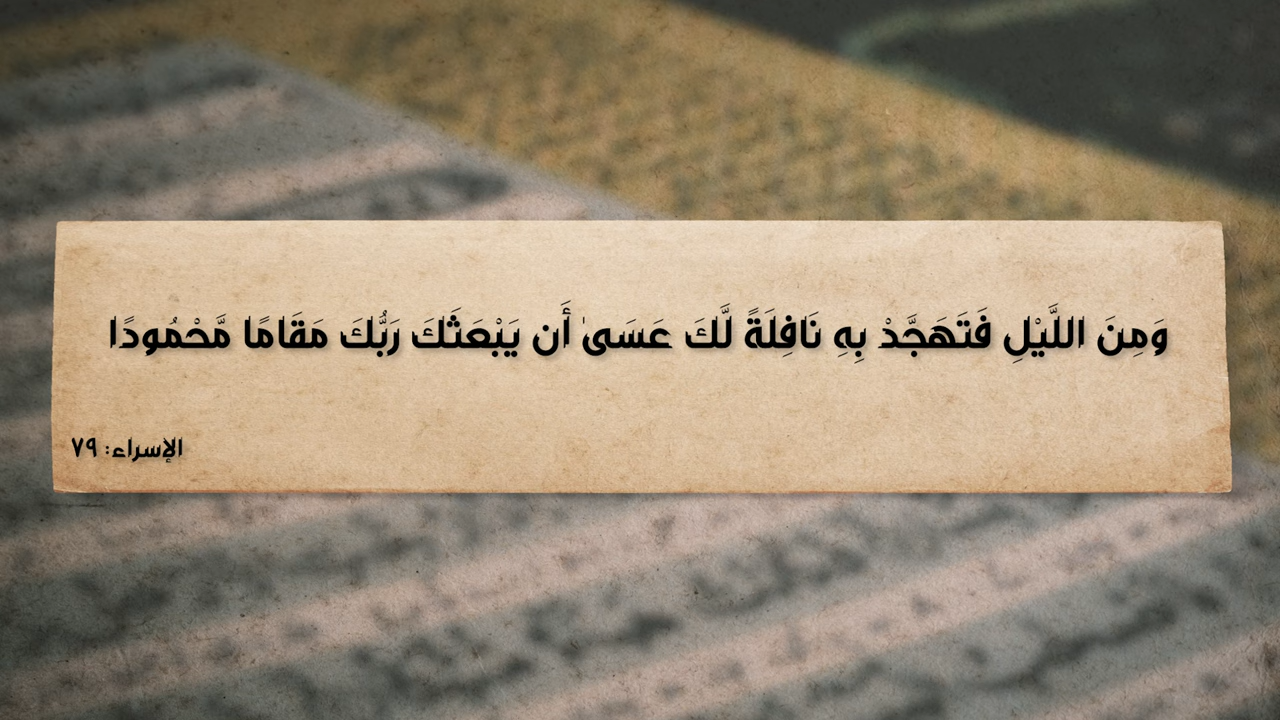 وَمِنَ اللَّيْلِ فَتَهَجَّدْ بِهِ نَافِلَةً لَّكَ عَسَىٰ أَن يَبْعَثَكَ رَبُّكَ مَقَامًا مَّحْمُودًا
الإسراء: ٧٩